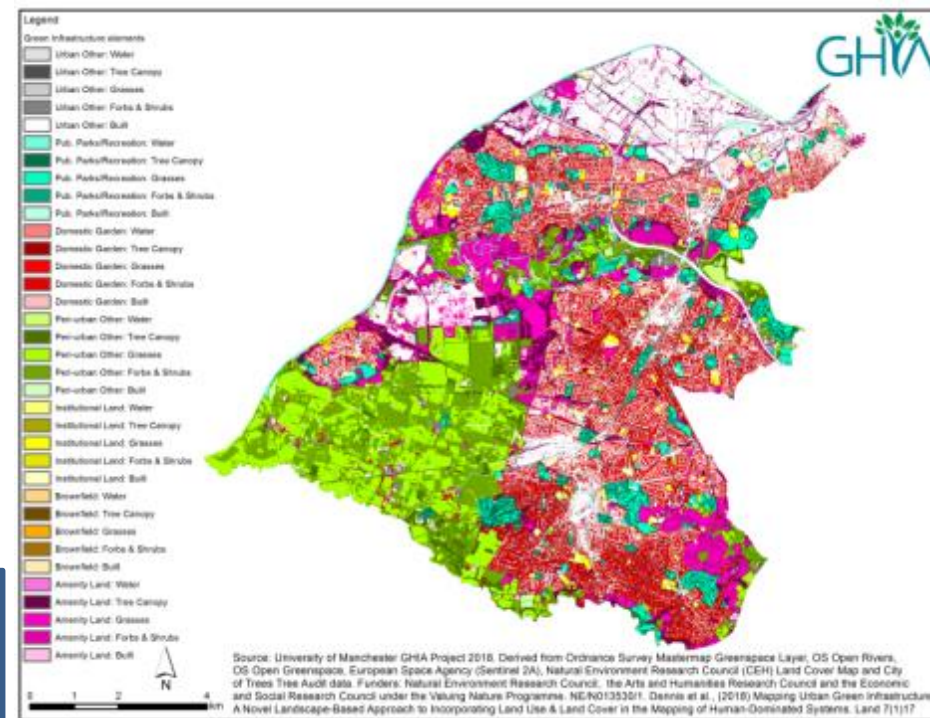 Legend
Green Infrastructure elements
Urban Other: Water
Urban Other: Tree Canopy
Urban Other: Grasses
Urban Other: Forbs & Shrubs
Urban Other: Built
Pub. Parks/Recreation: Water
Pub. Parks/Recreation: Tree Canopy
Pub. Parks/Recreation: Grasses
Pub. Parks/Recreation: Forbs & Shrubs
Pub. Parks/Recreation: Built
Domestic Garden: Water
Domestic Garden: Tree Canopy
Domestic Garden: Grasses
Domestic Garden: Forbs & Shrubs
Domestic Garden: Built
Peri-urban Other: Water
Peri-urban Other: Tree Canopy
Peri-urban Other: Grasses
Peri-urban Other: Forbs & Shrubs
Peri-urban Other: Built
Institutional Land: Water
Institutional Land: Tree Canopy
Institutional Land: Grasses
Institutional Land: Forbs & Shrubs
Institutional Land: Built
Brownfield: Water
Brownfield: Tree Canopy
Brownfield: Grasses
Brownfield: Forbs & Shrubs
Brownfield: Built
Amenity Land: Water
Amenity Land: Tree Canopy
Amenity Land: Grasses
Amenity Land: Forbs & Shrubs
Amenity Land: Built
N
0 1 2 4
km
GHIA
Source: University of Manchester GHIA Project 2018. Derived from Ordnance Survey Mastermap Greenspace Layer, OS Open Rivers,
OS Open Greenspace, European Space Agency (Sentinel 2A), Natural Environment Research Council (CEH) Land Cover Map and City
of Trees Tree Audit data. Funders: Natural Environment Research Council, the Arts and Humanities Research Council and the Economic
and Social Research Council under the Valuing Nature Programme. NE/N013530/1. Dennis et al., (2018) Mapping Urban Green Infrastructure:
A Novel Landscape-Based Approach to Incorporating Land Use & Land Cover in the Mapping of Human-Dominated Systems. Land 7(1)17